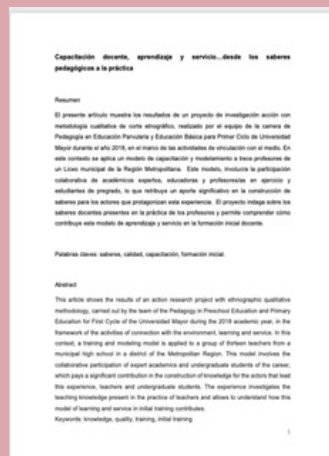 Capacitación docente, aprendizaje y servicio...desde los saberes
pedagógicos a la práctica
Resumen
El presente artículo muestra los resultados de un proyecto de investigación acción con
metodología cualitativa de corte etnográfico, realizado por el equipo de la carrera de
Pedagogía en Educación Parvularia y Educación Básica para Primer Ciclo de Universidad
Mayor durante el año 2018, en el marco de las actividades de vinculación con el medio. En
este contexto se aplica un modelo de capacitación y modelamiento a trece profesores de
un Liceo municipal de la Región Metropolitana. Este modelo, involucra la participación
colaborativa de académicos expertos, educadoras y profesores/as en ejercicio y
estudiantes de pregrado, lo que retribuye un aporte significativo en la construcción de
saberes para los actores que protagonizan esta experiencia. El proyecto indaga sobre los
saberes docentes presentes en la práctica de los profesores y permite comprender cómo
contribuye este modelo de aprendizaje y servicio en la formación inicial docente.
Palabras claves: saberes, calidad, capacitación, formación inicial.
Abstract
This article shows the results of an action research project with ethnographic qualitative
methodology, carried out by the team of the Pedagogy in Preschool Education and Primary
Education for First Cycle of the Universidad Mayor during the 2018 academic year, in the
framework of the activities of connection with the environment, learning and service. In this
context, a training and modeling model is applied to a group of thirteen teachers from a
municipal high school in a district of the Metropolitan Region. This model involves the
collaborative participation of expert academics and undergraduate students of the career,
which pays a significant contribution in the construction of knowledge for the actors that lead
this experience, teachers and undergraduate students. The experience investigates the
teaching knowledge present in the practice of teachers and allows to understand how this
model of learning and service in initial training contributes.
Keywords: knowledge, quality, training, initial training
1